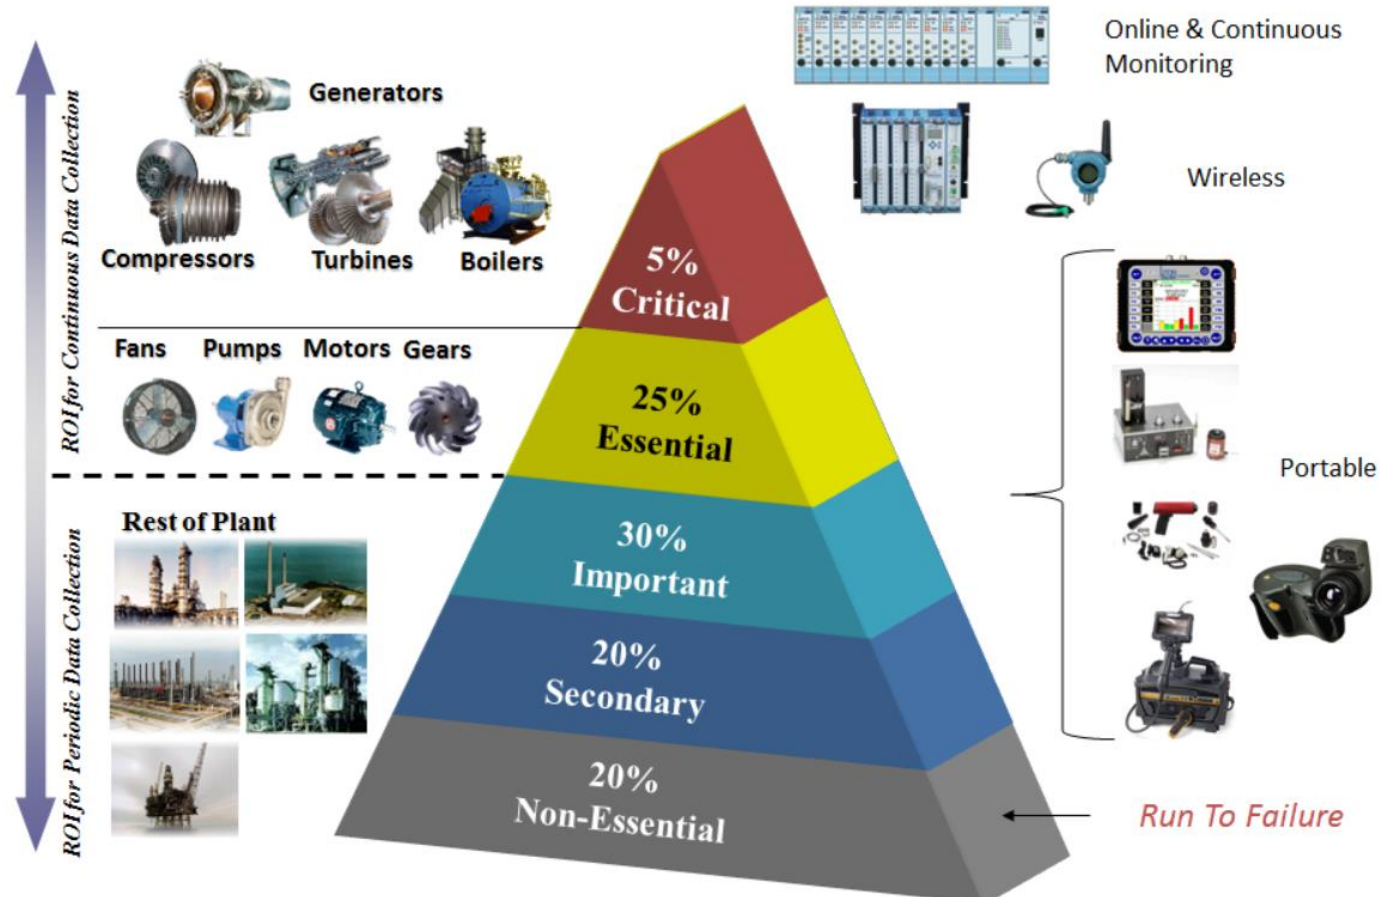 Online & Continuous
Monitoring
Generators
Wireless
Compressors
Turbines
Boilers
ROI for Continuous Data Collection
5%
Critical
Fans
Pumps
Motors
Gears
25%
Essential
Portable
Rest of Plant
30%
Important
ROI for Periodic Data Collection
20%
Secondary
20%
Non-Essential
Run To Failure